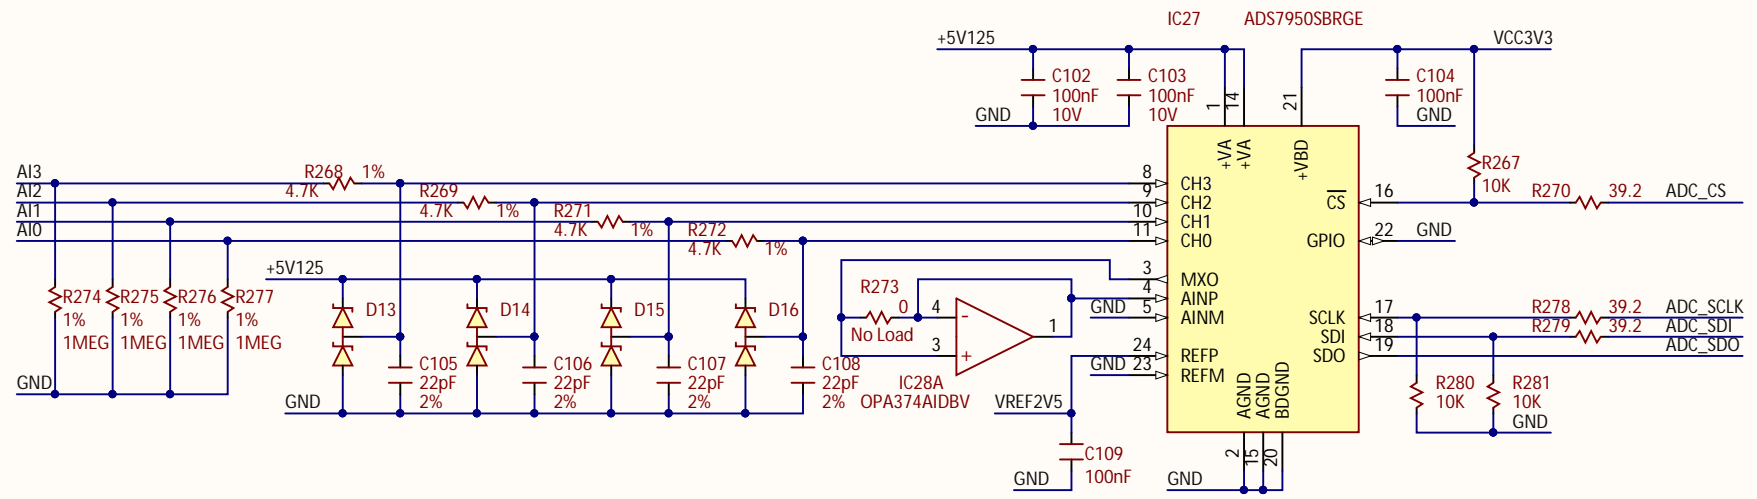 IC27 ADS7950SBRGE
+5V125 VCC3V3
C102 C103 C104
100nF 100nF 100nF
10V 10V
GND GND
1 14 21
+VA +VA +VBD
AI3 R268 1% 8 CH3
4.7K
AI2 R269 9 CH2 CS 16 R270 39.2 ADC_CS
4.7K 1%
R267
10K
AI1 R271 10 CH1
4.7K 1%
AI0 R272 11 CH0 GPIO 22 GND
4.7K 1%
+5V125
R274 R275 R276 R277
1% 1% 1% 1%
1MEG 1MEG 1MEG 1MEG
GND
D13 D14 D15 D16
C105 C106 C107 C108
22pF 22pF 22pF 22pF
2% 2% 2% 2%
GND
R273
0
No Load
4 -
3 +
1
IC28A
OPA374AIDBV
3 MXO
4 AINP
GND 5 AINM
24 REFP
GND 23 REFM
VREF2V5
C109
100nF
GND
SCLK 17 R278 39.2 ADC_SCLK
SDI 18 R279 39.2 ADC_SDI
SDO 19 ADC_SDO
R280 R281
10K 10K
GND
AGND AGND BDGND
2 15 20
GND